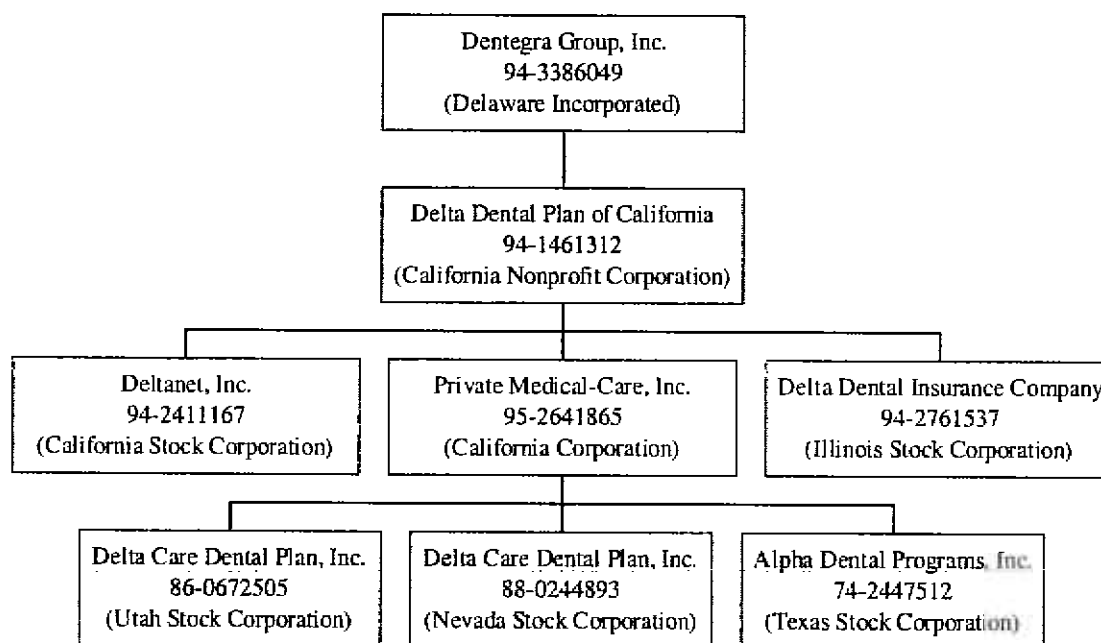 Dentegra Group, Inc.
94-3386049
(Delaware Incorporated)
Delta Dental Plan of California
94-1461312
(California Nonprofit Corporation)
Deltanet, Inc.
94-2411167
(California Stock Corporation)
Private Medical-Care, Inc.
95-2641865
(California Corporation)
Delta Dental Insurance Company
94-2761537
(Illinois Stock Corporation)
Delta Care Dental Plan, Inc.
86-0672505
(Utah Stock Corporation)
Delta Care Dental Plan, Inc.
88-0244893
(Nevada Stock Corporation)
Alpha Dental Programs, Inc.
74-2447512
(Texas Stock Corporation)